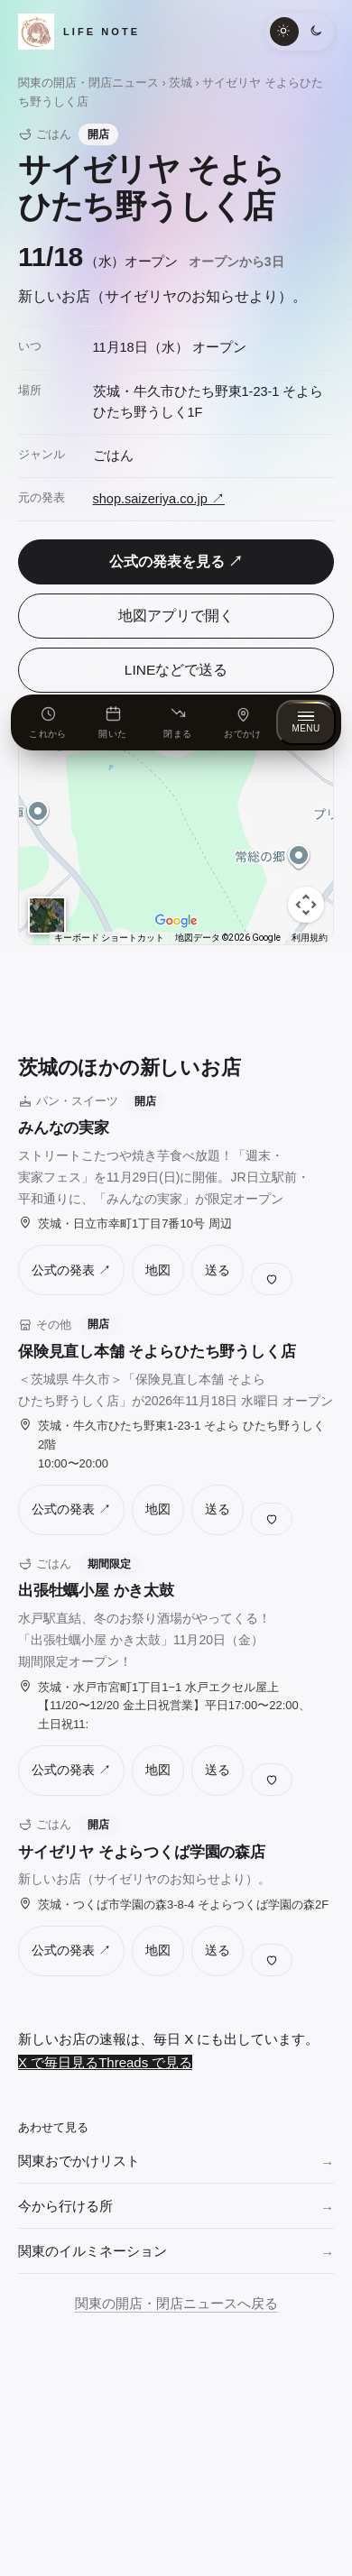 LIFE NOTE
関東の開店・閉店ニュース › 茨城 › サイゼリヤ そよらひた
ち野うしく店
ごはん 開店
サイゼリヤ そよら
ひたち野うしく店
11/18（水）オープン オープンから3日
新しいお店（サイゼリヤのお知らせより）。
いつ 11月18日（水） オープン
場所 茨城・牛久市ひたち野東1-23-1 そよら
ひたち野うしく1F
ジャンル ごはん
元の発表 shop.saizeriya.co.jp ↗
公式の発表を見る ↗
地図アプリで開く
LINEなどで送る
これから 開いた 閉まる おでかけ MENU
P
プリ
常総の郷
Google
キーボード ショートカット 地図データ ©2026 Google 利用規約
茨城のほかの新しいお店
パン・スイーツ 開店
みんなの実家
ストリートこたつや焼き芋食べ放題！「週末・
実家フェス」を11月29日(日)に開催。JR日立駅前・
平和通りに、「みんなの実家」が限定オープン
茨城・日立市幸町1丁目7番10号 周辺
公式の発表 ↗ 地図 送る ♡
その他 開店
保険見直し本舗 そよらひたち野うしく店
＜茨城県 牛久市＞「保険見直し本舗 そよら
ひたち野うしく店」が2026年11月18日 水曜日 オープン
茨城・牛久市ひたち野東1-23-1 そよら ひたち野うしく
2階
10:00〜20:00
公式の発表 ↗ 地図 送る ♡
ごはん 期間限定
出張牡蠣小屋 かき太鼓
水戸駅直結、冬のお祭り酒場がやってくる！
「出張牡蠣小屋 かき太鼓」11月20日（金）
期間限定オープン！
茨城・水戸市宮町1丁目1−1 水戸エクセル屋上
【11/20〜12/20 金土日祝営業】平日17:00〜22:00、
土日祝11:
公式の発表 ↗ 地図 送る ♡
ごはん 開店
サイゼリヤ そよらつくば学園の森店
新しいお店（サイゼリヤのお知らせより）。
茨城・つくば市学園の森3-8-4 そよらつくば学園の森2F
公式の発表 ↗ 地図 送る ♡
新しいお店の速報は、毎日 X にも出しています。
X で毎日見るThreads で見る
あわせて見る
関東おでかけリスト →
今から行ける所 →
関東のイルミネーション →
関東の開店・閉店ニュースへ戻る